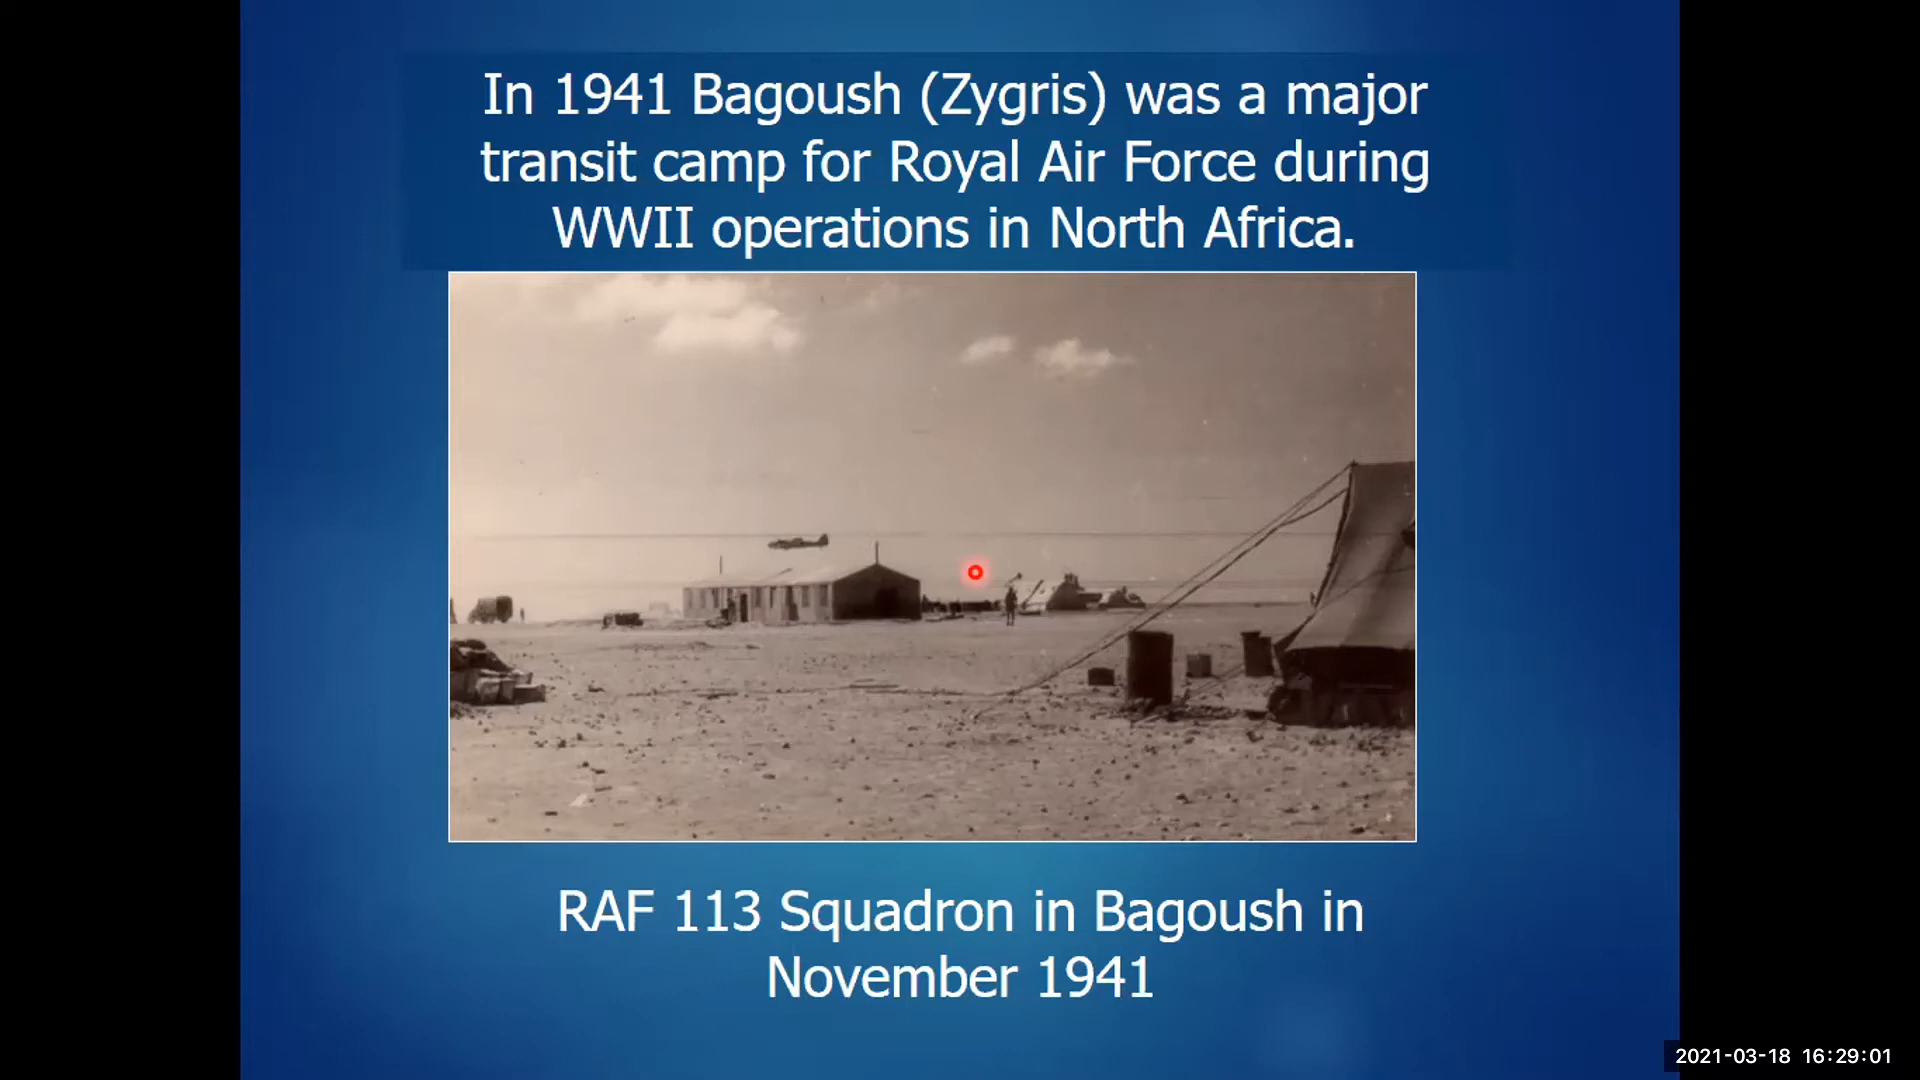 In 1941 Bagoush (Zygris) was a major
transit camp for Royal Air Force during
WWII operations in North Africa.
RAF 113 Squadron in Bagoush in
November 1941
2021-03-18 16:29:01